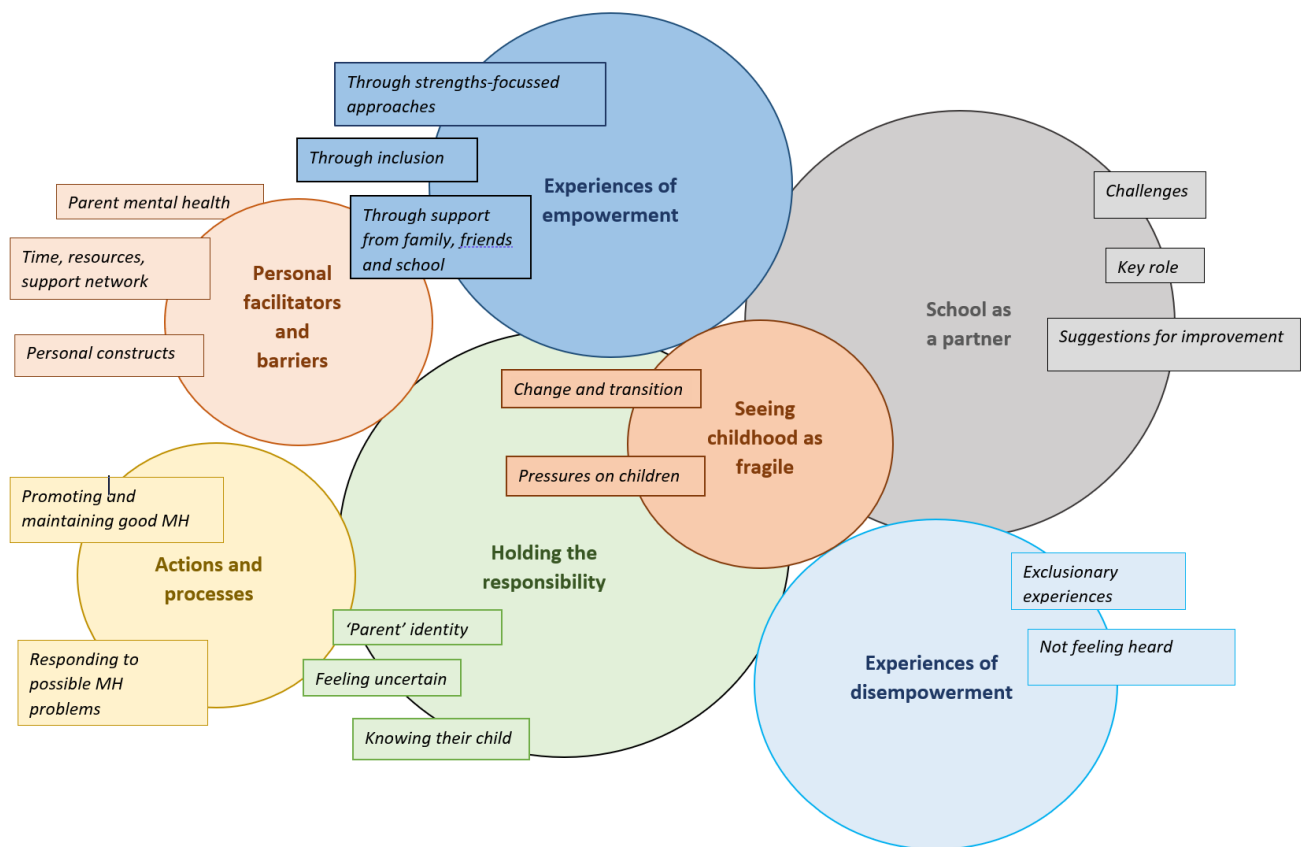 Through strengths-focussed
approaches
Through inclusion
Through support
from family, friends
and school
Experiences of
empowerment
Parent mental health
Time, resources,
support network
Personal constructs
Personal
facilitators
and
barriers
Challenges
Key role
Suggestions for improvement
School as
a partner
Change and transition
Pressures on children
Seeing
childhood as
fragile
Promoting and
maintaining good MH
Actions and
processes
Responding to
possible MH
problems
Holding the
responsibility
‘Parent’ identity
Feeling uncertain
Knowing their child
Exclusionary
experiences
Not feeling heard
Experiences of
disempowerment